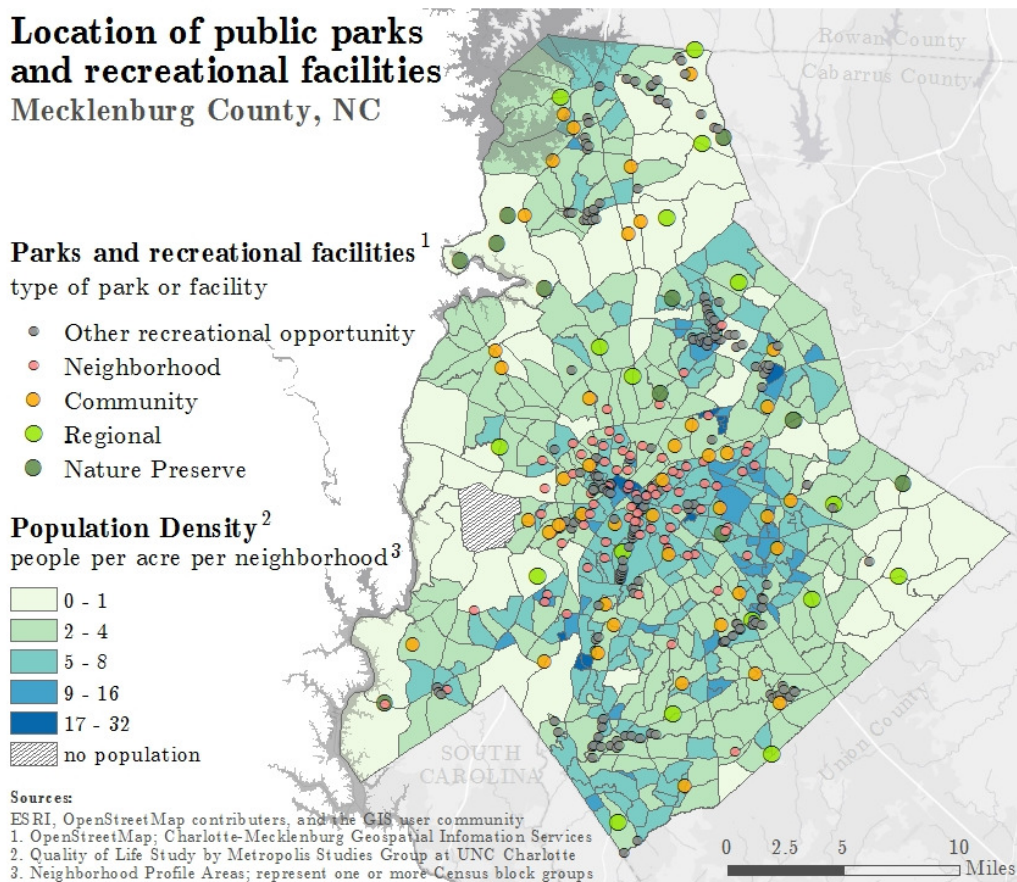 Location of public parks
and recreational facilities
Mecklenburg County, NC
Rowan County
Cabarrus County
Parks and recreational facilities 1
type of park or facility
Other recreational opportunity
Neighborhood
Community
Regional
Nature Preserve
Population Density 2
people per acre per neighborhood 3
0 - 1
2 - 4
5 - 8
9 - 16
17 - 32
no population
SOUTH
CAROLINA
Union County
Sources:
ESRI, OpenStreetMap contributers, and the GIS user community
1. OpenStreetMap; Charlotte-Mecklenburg Geospatial Infomation Services
2. Quality of Life Study by Metropolis Studies Group at UNC Charlotte
3. Neighborhood Profile Areas; represent one or more Census block groups
0 2.5 5 10
Miles